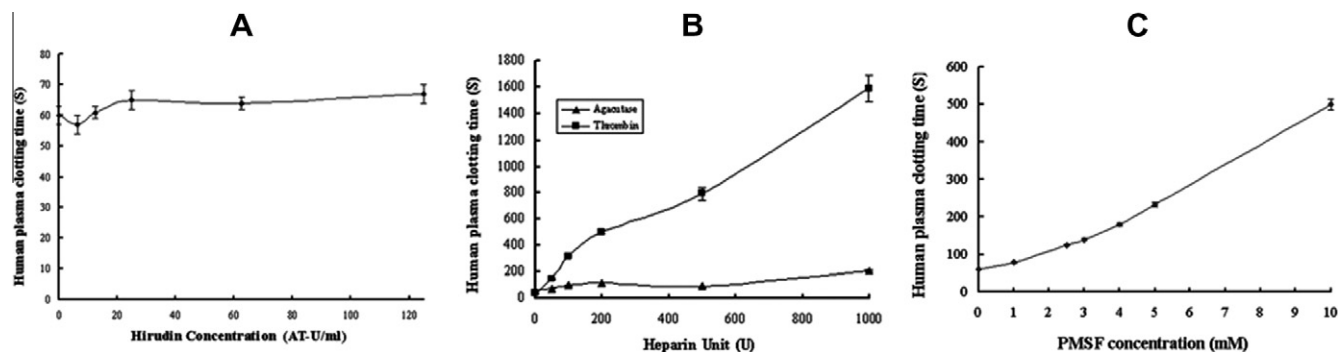 A
Human plasma clotting time (S)
80
70
60
50
40
30
20
10
0
0 20 40 60 80 100 120
Hirudin Concentration (AT-U/ml)
B
Human plasma clotting time (S)
1800
1600
1400
1200
1000
800
600
400
200
0
Agacutase
Thrombin
0 200 400 600 800 1000
Heparin Unit (U)
C
Human plasma clotting time (S)
600
500
400
300
200
100
0
0 1 2 3 4 5 6 7 8 9 10
PMSF concentration (mM)